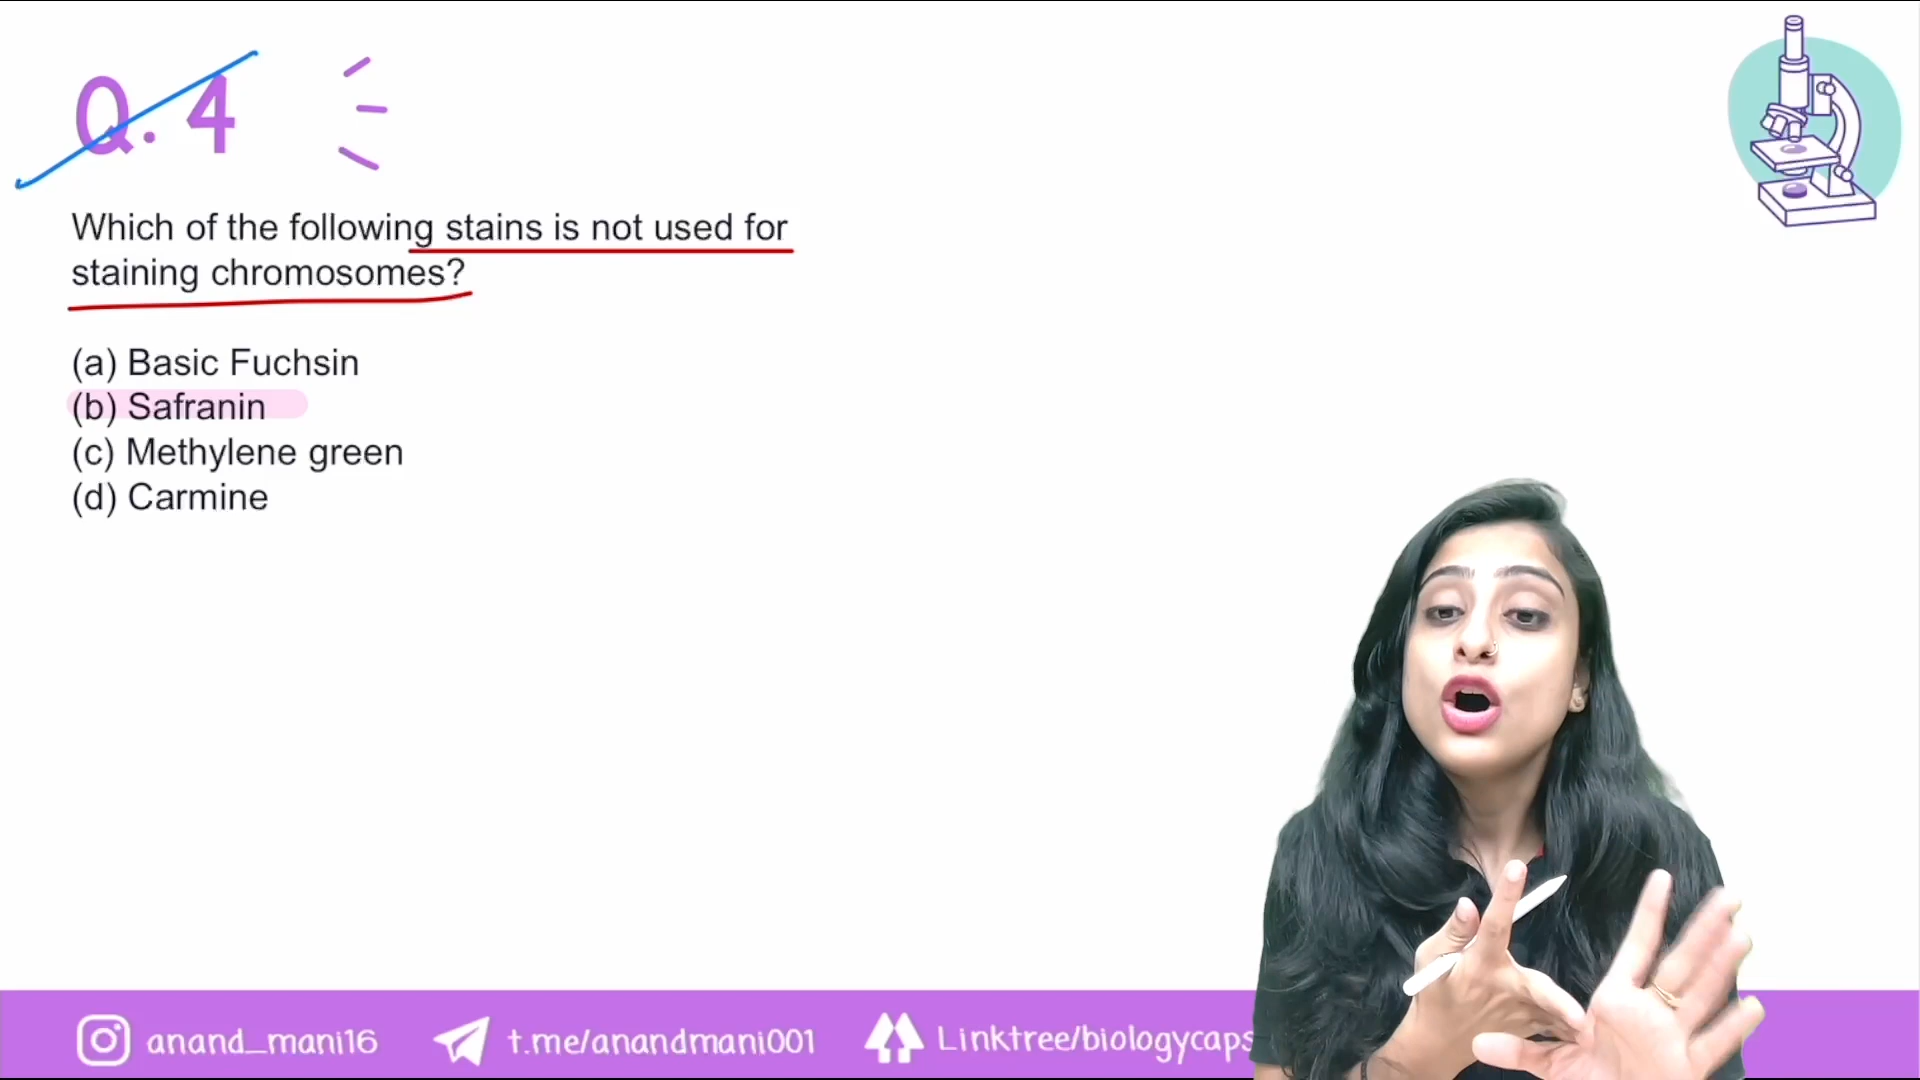 Q. 4
Which of the following stains is not used for
staining chromosomes?
(a) Basic Fuchsin
(b) Safranin
(c) Methylene green
(d) Carmine
anand_mani16
t.me/anandmani001
Linktree/biologycaps